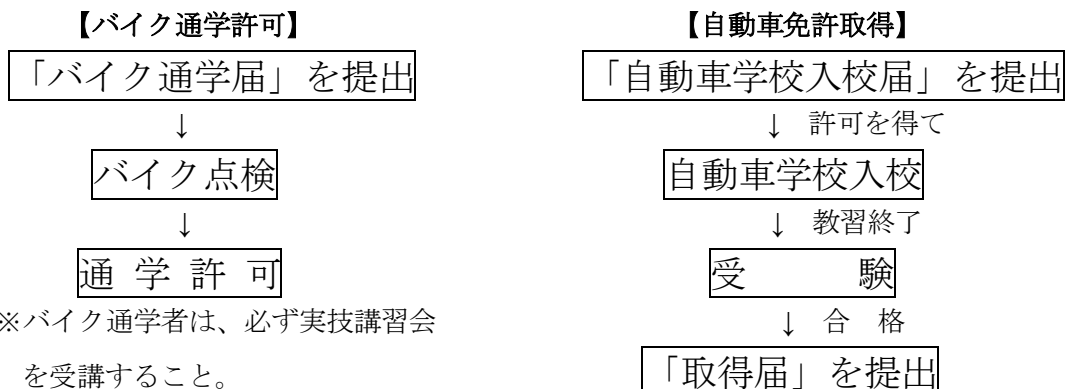 【バイク通学許可】
「バイク通学届」を提出
↓
バイク点検
↓
通 学 許 可
※バイク通学者は、必ず実技講習会
を受講すること。
【自動車免許取得】
「自動車学校入校届」を提出
↓ 許可を得て
自動車学校入校
↓ 教習終了
受 験
↓ 合 格
「取得届」を提出